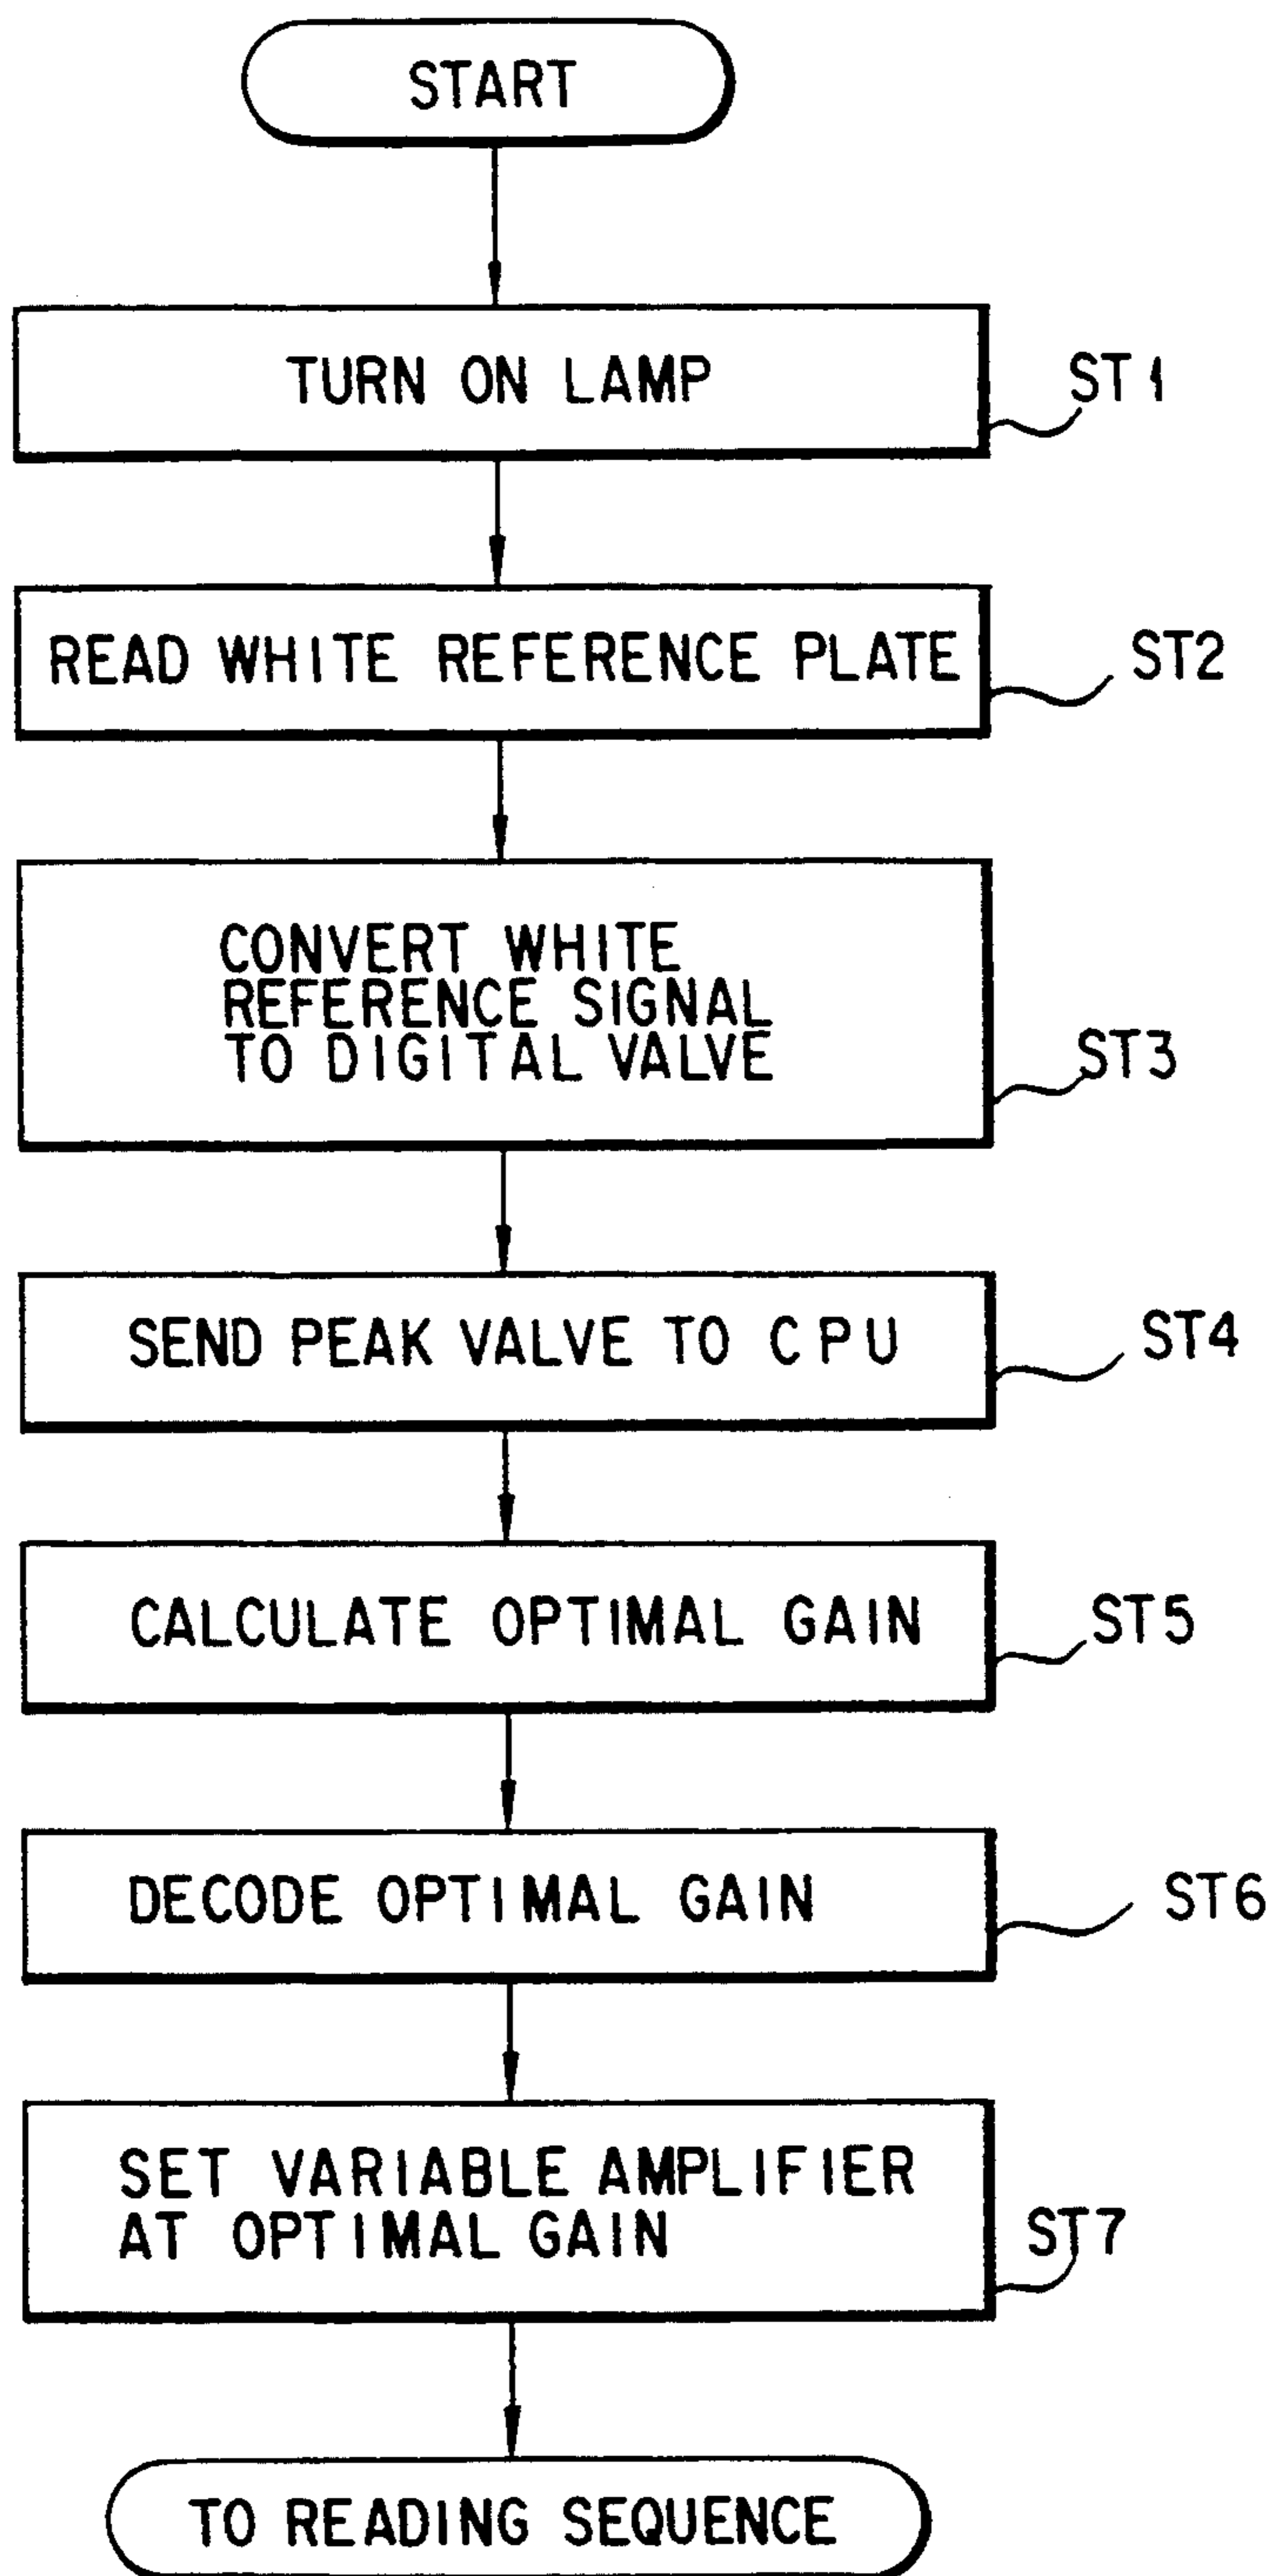 START
TURN ON LAMP
ST1
READ WHITE REFERENCE PLATE
ST2
CONVERT WHITE
REFERENCE SIGNAL
TO DIGITAL VALVE
ST3
SEND PEAK VALVE TO CPU
ST4
CALCULATE OPTIMAL GAIN
ST5
DECODE OPTIMAL GAIN
ST6
SET VARIABLE AMPLIFIER
AT OPTIMAL GAIN
ST7
TO READING SEQUENCE